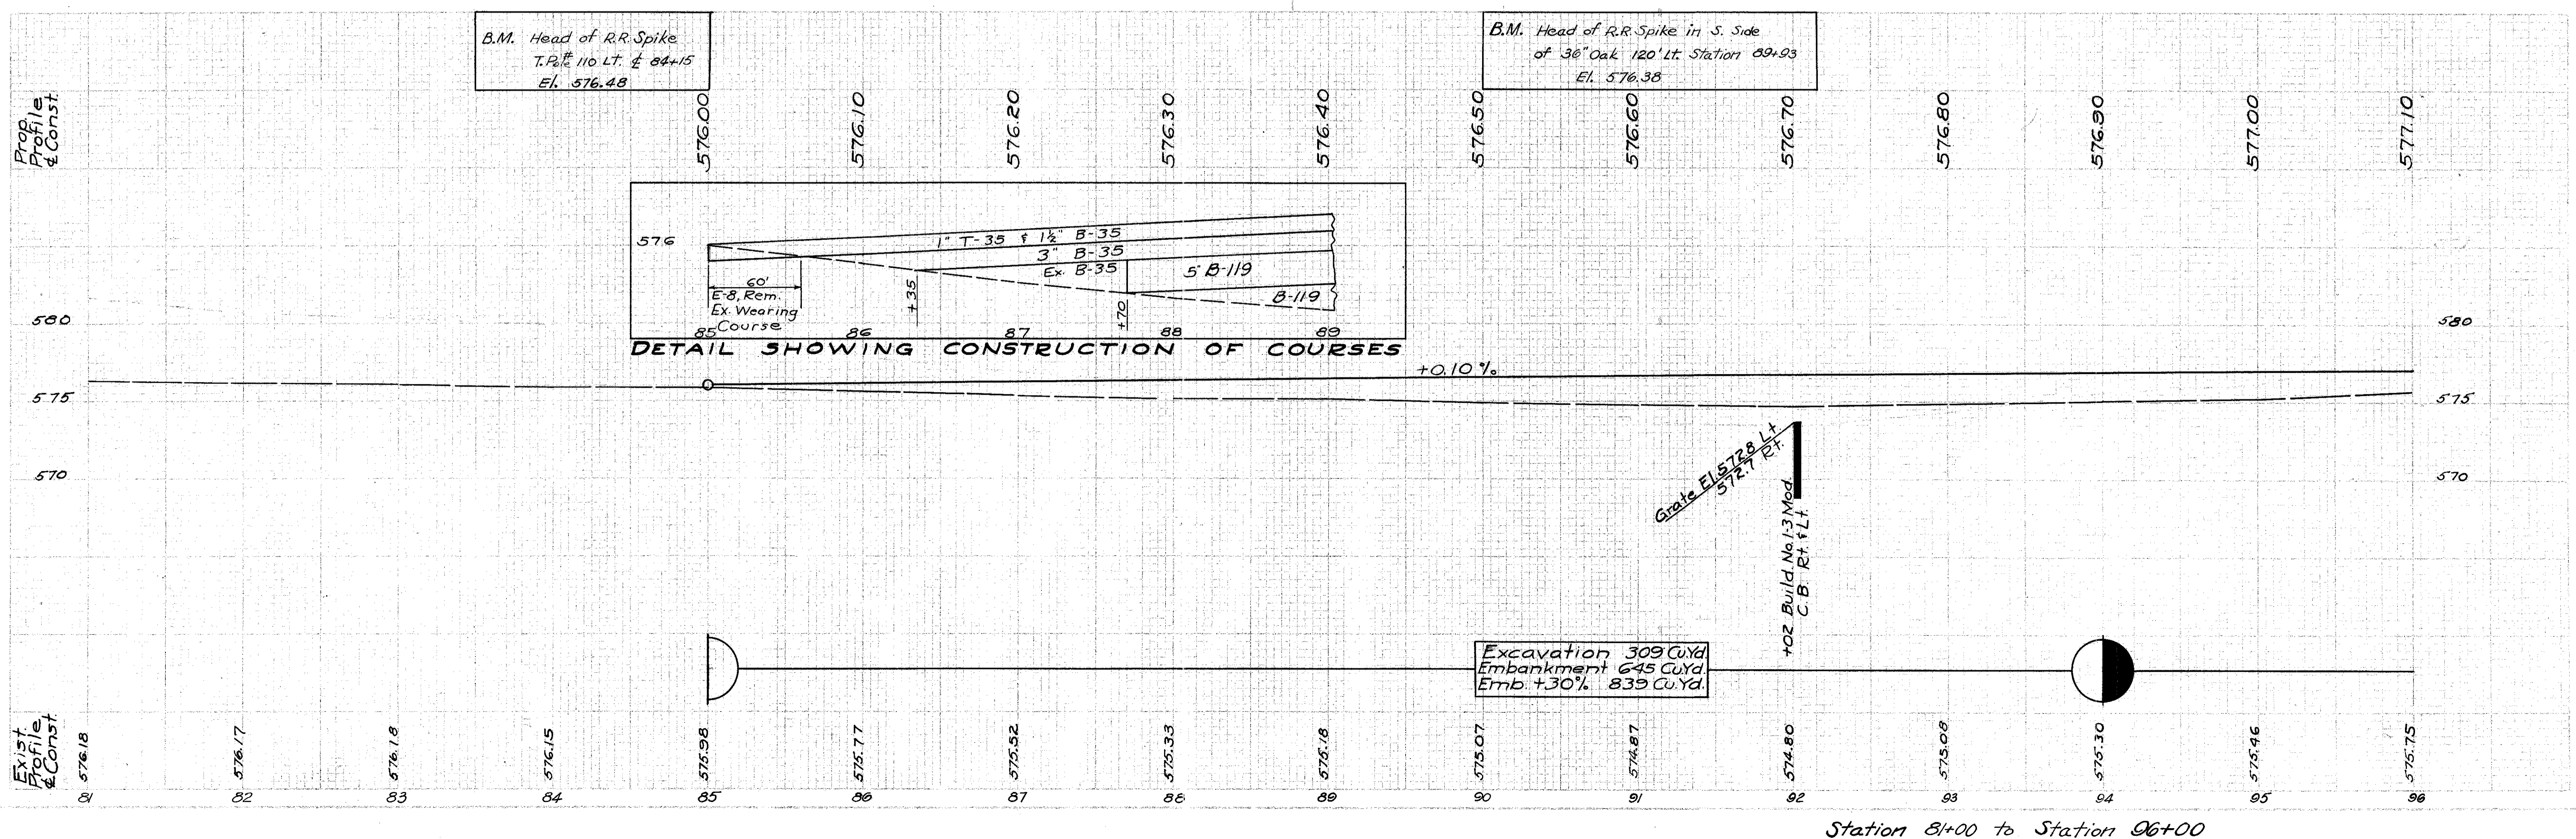 B.M. Head of R.R. Spike
T.Pole # 110 Lt. ₵ 84+15
El. 576.48
B.M. Head of R.R. Spike in S. Side
of 36" Oak 120' Lt. Station 89+93
El. 576.38
Prop.
Profile
₵ Const.
576.00
576.10
576.20
576.30
576.40
576.50
576.60
576.70
576.80
576.90
577.00
577.10
576
1" T-35 & 1½" B-35
3" B-35
Ex. B-35
5" B-119
B-119
60'
E-8, Rem.
Ex. Wearing
Course
+35
+70
85 86 87 88 89
DETAIL SHOWING CONSTRUCTION OF COURSES
580
580
+0.10%
575
575
570
570
Grate El. 572.8 Lt.
572.7 Rt.
+02 Build No.1-3 Mod.
C.B. Rt. & Lt.
Excavation 309 Cu.Yd.
Embankment 645 Cu.Yd.
Emb. +30% 839 Cu.Yd.
Exist.
Profile
₵ Const.
576.18
576.17
576.18
576.15
575.98
575.77
575.52
575.33
575.18
575.07
574.87
574.80
575.08
575.30
575.46
575.75
81 82 83 84 85 86 87 88 89 90 91 92 93 94 95 96
Station 81+00 to Station 96+00